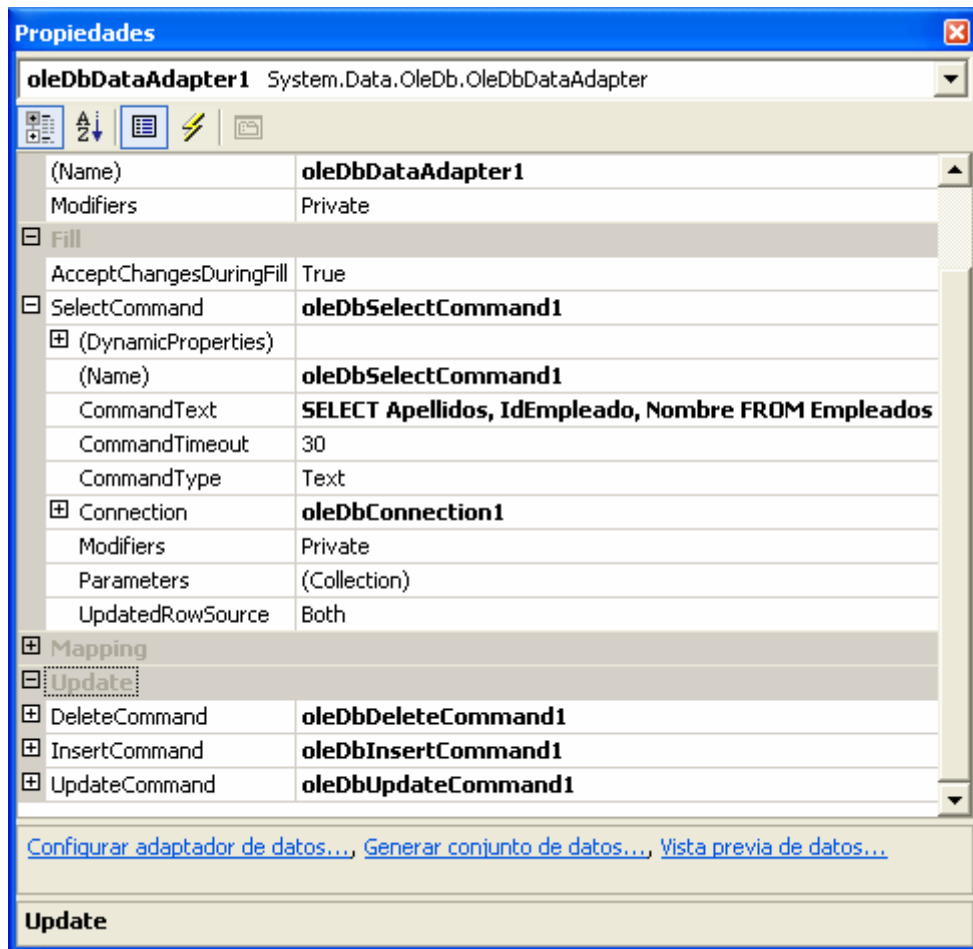 Propiedades
oleDbDataAdapter1 System.Data.OleDb.OleDbDataAdapter
(Name) oleDbDataAdapter1
Modifiers Private
Fill
AcceptChangesDuringFill True
SelectCommand oleDbSelectCommand1
(DynamicProperties)
(Name) oleDbSelectCommand1
CommandText SELECT Apellidos, IdEmpleado, Nombre FROM Empleados
CommandTimeout 30
CommandType Text
Connection oleDbConnection1
Modifiers Private
Parameters (Collection)
UpdatedRowSource Both
Mapping
Update
DeleteCommand oleDbDeleteCommand1
InsertCommand oleDbInsertCommand1
UpdateCommand oleDbUpdateCommand1
Configurar adaptador de datos..., Generar conjunto de datos..., Vista previa de datos...
Update